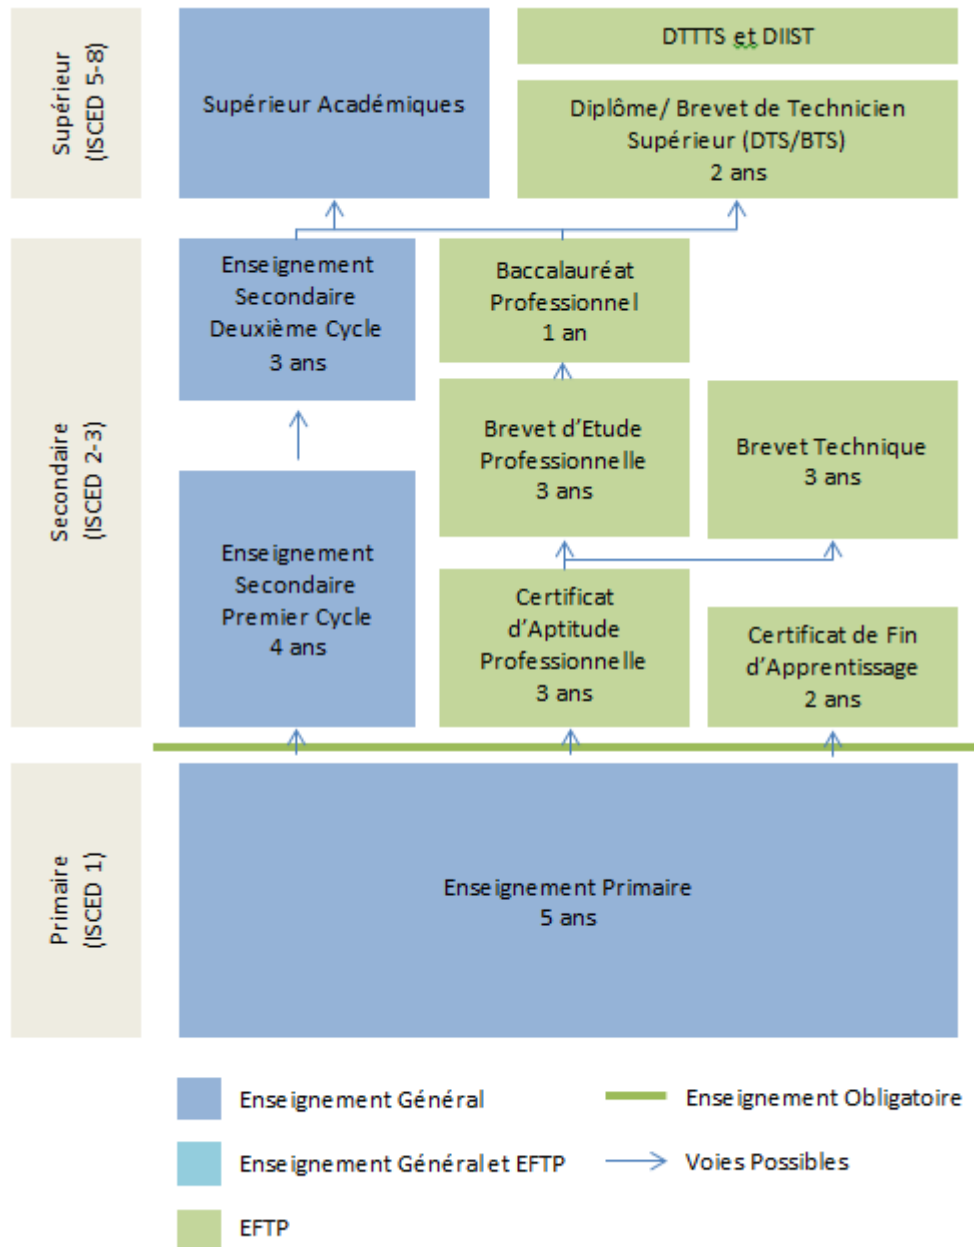 Supérieur
(ISCED 5-8)
Supérieur Académiques
DTTTS et DIIST
Diplôme/ Brevet de Technicien
Supérieur (DTS/BTS)
2 ans
Secondaire
(ISCED 2-3)
Enseignement
Secondaire
Deuxième Cycle
3 ans
Baccalauréat
Professionnel
1 an
Brevet d'Etude
Professionnelle
3 ans
Brevet Technique
3 ans
Enseignement
Secondaire
Premier Cycle
4 ans
Certificat
d'Aptitude
Professionnelle
3 ans
Certificat de Fin
d'Apprentissage
2 ans
Primaire
(ISCED 1)
Enseignement Primaire
5 ans
Enseignement Général
Enseignement Obligatoire
Enseignement Général et EFTP
Voies Possibles
EFTP